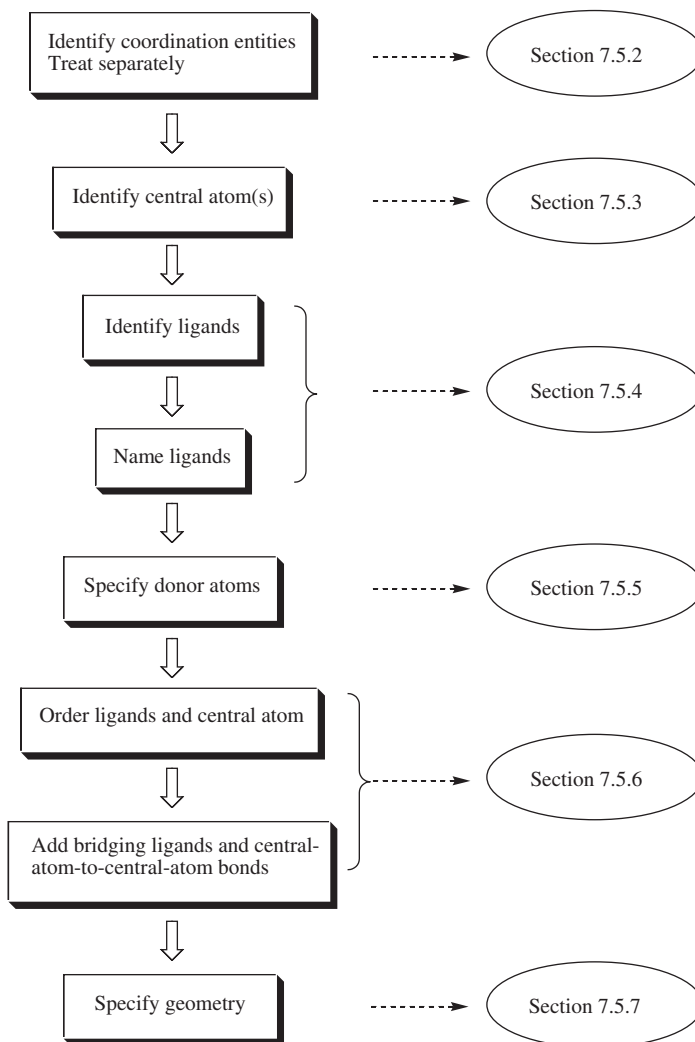 Identify coordination entities
Treat separately
Section 7.5.2
Identify central atom(s)
Section 7.5.3
Identify ligands
Section 7.5.4
Name ligands
Specify donor atoms
Section 7.5.5
Order ligands and central atom
Section 7.5.6
Add bridging ligands and central-
atom-to-central-atom bonds
Specify geometry
Section 7.5.7